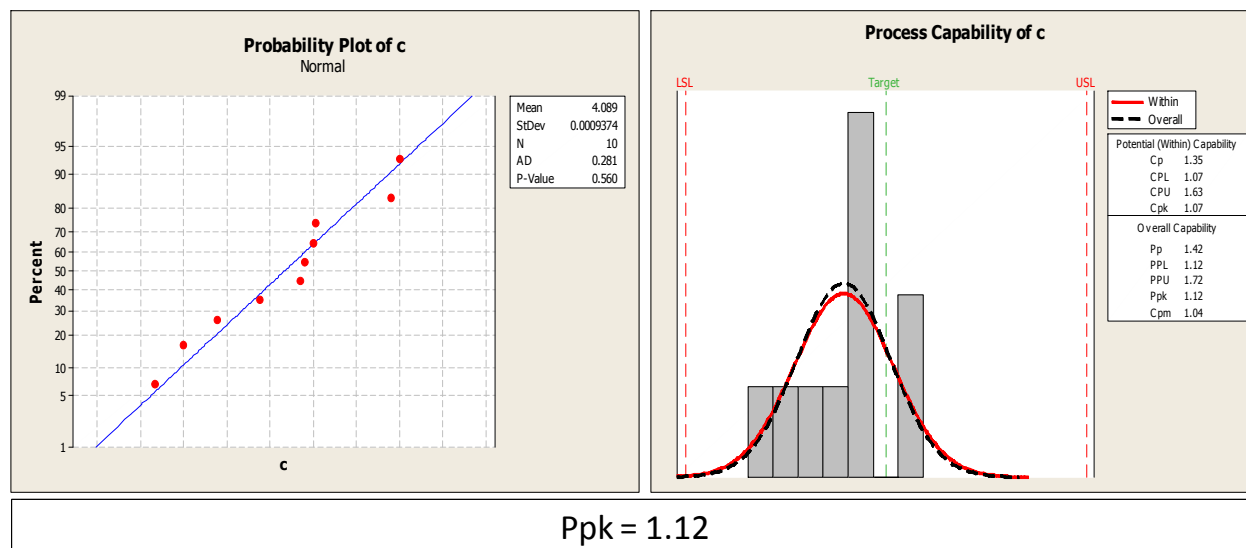 Probability Plot of c
Normal
99
95
90
80
70
60
50
40
30
20
10
5
1
Percent
c
Mean 4.089
StDev 0.0009374
N 10
AD 0.281
P-Value 0.560
Process Capability of c
LSL Target USL
Within
Overall
Potential (Within) Capability
Cp 1.35
CPL 1.07
CPU 1.63
Cpk 1.07
Overall Capability
Pp 1.42
PPL 1.12
PPU 1.72
Ppk 1.12
Cpm 1.04
Ppk = 1.12